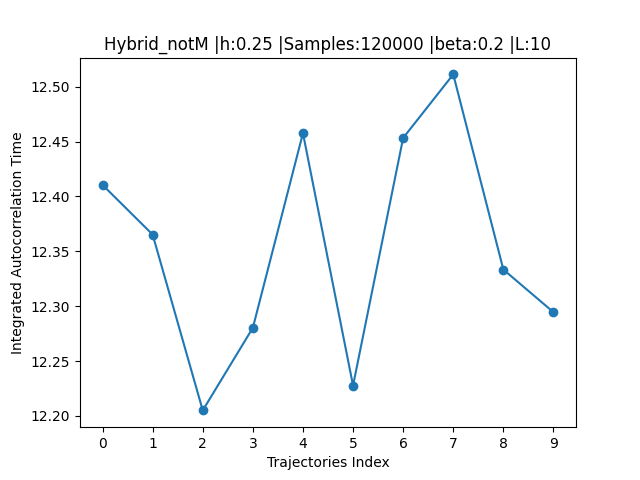 Hybrid_notM |h:0.25 |Samples:120000 |beta:0.2 |L:10
Integrated Autocorrelation Time
12.50
12.45
12.40
12.35
12.30
12.25
12.20
0 1 2 3 4 5 6 7 8 9
Trajectories Index